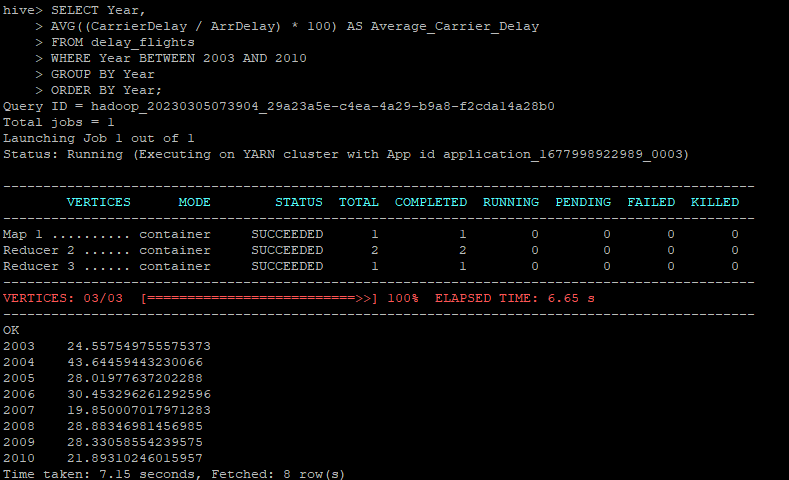 hive> SELECT Year,
    > AVG((CarrierDelay / ArrDelay) * 100) AS Average_Carrier_Delay
    > FROM delay_flights
    > WHERE Year BETWEEN 2003 AND 2010
    > GROUP BY Year
    > ORDER BY Year;
Query ID = hadoop_20230305073904_29a23a5e-c4ea-4a29-b9a8-f2cda14a28b0
Total jobs = 1
Launching Job 1 out of 1
Status: Running (Executing on YARN cluster with App id application_1677998922989_0003)
----------------------------------------------------------------------------------------------
        VERTICES      MODE        STATUS  TOTAL  COMPLETED  RUNNING  PENDING  FAILED  KILLED
----------------------------------------------------------------------------------------------
Map 1 .......... container     SUCCEEDED      1          1        0        0       0       0
Reducer 2 ...... container     SUCCEEDED      2          2        0        0       0       0
Reducer 3 ...... container     SUCCEEDED      1          1        0        0       0       0
----------------------------------------------------------------------------------------------
VERTICES: 03/03  [==========================>>] 100%  ELAPSED TIME: 6.65 s
----------------------------------------------------------------------------------------------
OK
2003    24.557549755575373
2004    43.64459443230066
2005    28.01977637202288
2006    30.453296261292596
2007    19.850007017971283
2008    28.88346981456985
2009    28.33058554239575
2010    21.89310246015957
Time taken: 7.15 seconds, Fetched: 8 row(s)